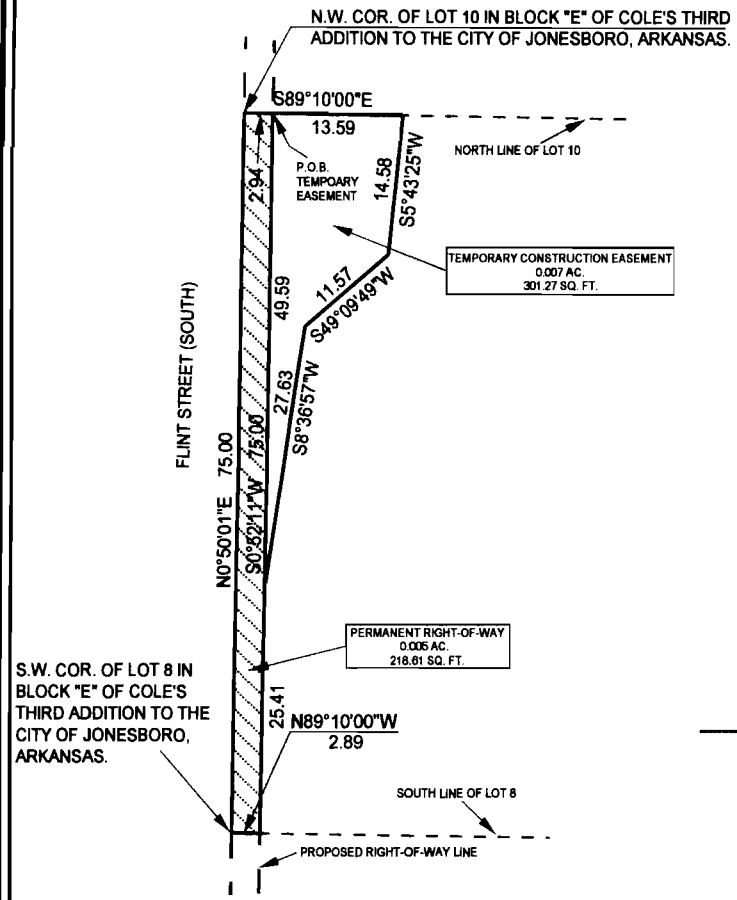 N.W. COR. OF LOT 10 IN BLOCK "E" OF COLE'S THIRD
ADDITION TO THE CITY OF JONESBORO, ARKANSAS.
S89°10'00"E
13.59
NORTH LINE OF LOT 10
P.O.B.
TEMPOARY
EASEMENT
2.94
14.58
S5°43'25"W
TEMPORARY CONSTRUCTION EASEMENT
0.007 AC.
301.27 SQ. FT.
11.57
S49°09'49"W
49.59
FLINT STREET (SOUTH)
27.63
S8°36'57"W
N0°50'01"E 75.00
S0°52'11"W 75.00
PERMANENT RIGHT-OF-WAY
0.005 AC.
218.61 SQ. FT.
S.W. COR. OF LOT 8 IN
BLOCK "E" OF COLE'S
THIRD ADDITION TO THE
CITY OF JONESBORO,
ARKANSAS.
25.41
N89°10'00"W
2.89
SOUTH LINE OF LOT 8
PROPOSED RIGHT-OF-WAY LINE